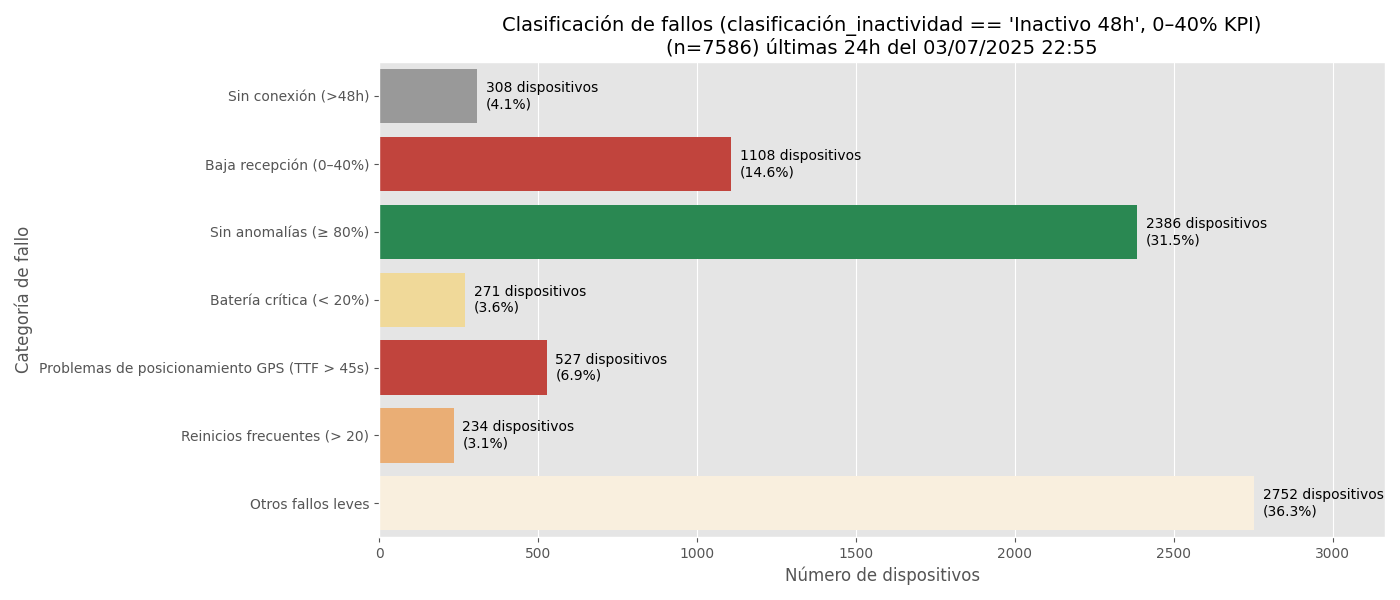 Clasificación de fallos (clasificación_inactividad == 'Inactivo 48h', 0–40% KPI)
(n=7586) últimas 24h del 03/07/2025 22:55
Categoría de fallo
Sin conexión (>48h)
308 dispositivos
(4.1%)
Baja recepción (0–40%)
1108 dispositivos
(14.6%)
Sin anomalías (≥ 80%)
2386 dispositivos
(31.5%)
Batería crítica (< 20%)
271 dispositivos
(3.6%)
Problemas de posicionamiento GPS (TTF > 45s)
527 dispositivos
(6.9%)
Reinicios frecuentes (> 20)
234 dispositivos
(3.1%)
Otros fallos leves
2752 dispositivos
(36.3%)
0 500 1000 1500 2000 2500 3000
Número de dispositivos